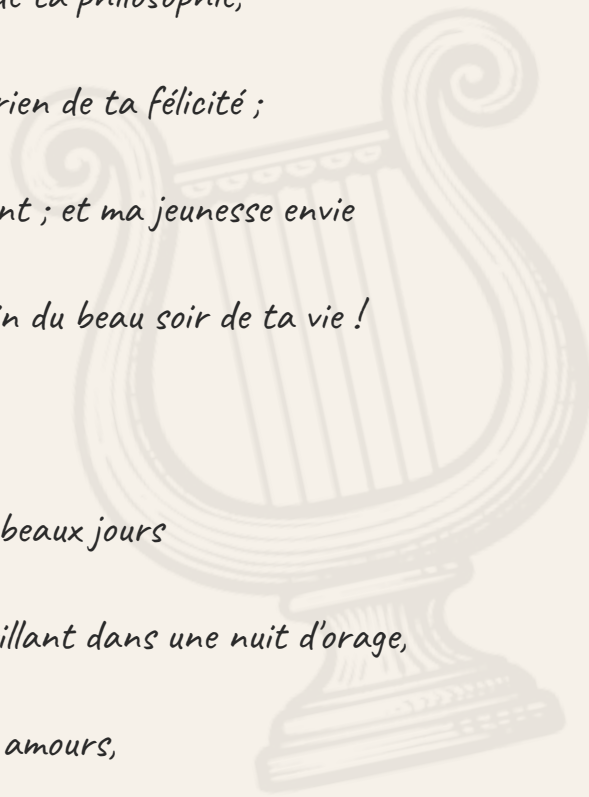 philosophie,
rien de ta félicité ;
nt ; et ma jeunesse envie
du beau soir de ta vie !
beaux jours
illant dans une nuit d'orage,
amours,